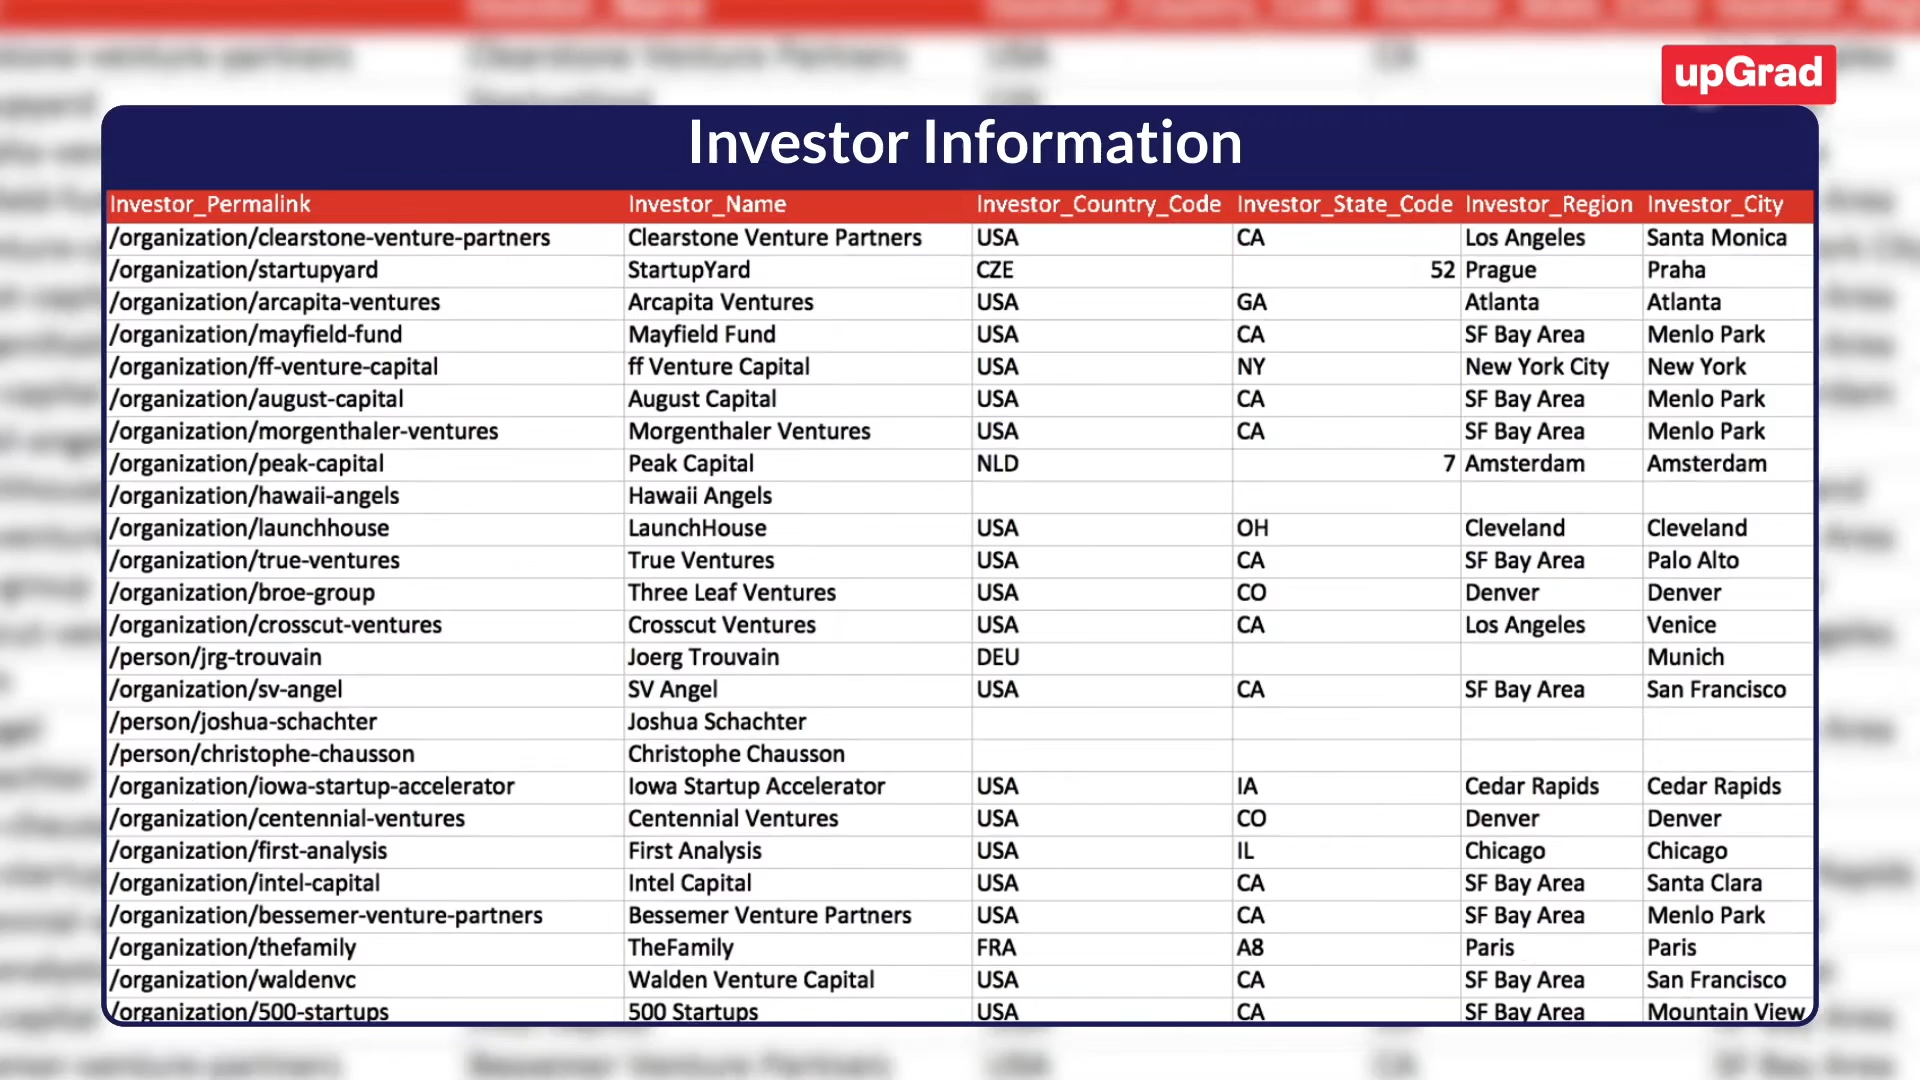 upGrad
Investor Information
Investor_Permalink Investor_Name Investor_Country_Code Investor_State_Code Investor_Region Investor_City
/organization/clearstone-venture-partners Clearstone Venture Partners USA CA Los Angeles Santa Monica
/organization/startupyard StartupYard CZE 52 Prague Praha
/organization/arcapita-ventures Arcapita Ventures USA GA Atlanta Atlanta
/organization/mayfield-fund Mayfield Fund USA CA SF Bay Area Menlo Park
/organization/ff-venture-capital ff Venture Capital USA NY New York City New York
/organization/august-capital August Capital USA CA SF Bay Area Menlo Park
/organization/morgenthaler-ventures Morgenthaler Ventures USA CA SF Bay Area Menlo Park
/organization/peak-capital Peak Capital NLD 7 Amsterdam Amsterdam
/organization/hawaii-angels Hawaii Angels
/organization/launchhouse LaunchHouse USA OH Cleveland Cleveland
/organization/true-ventures True Ventures USA CA SF Bay Area Palo Alto
/organization/broe-group Three Leaf Ventures USA CO Denver Denver
/organization/crosscut-ventures Crosscut Ventures USA CA Los Angeles Venice
/person/jrg-trouvain Joerg Trouvain DEU Munich
/organization/sv-angel SV Angel USA CA SF Bay Area San Francisco
/person/joshua-schachter Joshua Schachter
/person/christophe-chausson Christophe Chausson
/organization/iowa-startup-accelerator Iowa Startup Accelerator USA IA Cedar Rapids Cedar Rapids
/organization/centennial-ventures Centennial Ventures USA CO Denver Denver
/organization/first-analysis First Analysis USA IL Chicago Chicago
/organization/intel-capital Intel Capital USA CA SF Bay Area Santa Clara
/organization/bessemer-venture-partners Bessemer Venture Partners USA CA SF Bay Area Menlo Park
/organization/thefamily TheFamily FRA A8 Paris Paris
/organization/waldenvc Walden Venture Capital USA CA SF Bay Area San Francisco
/organization/500-startups 500 Startups USA CA SF Bay Area Mountain View